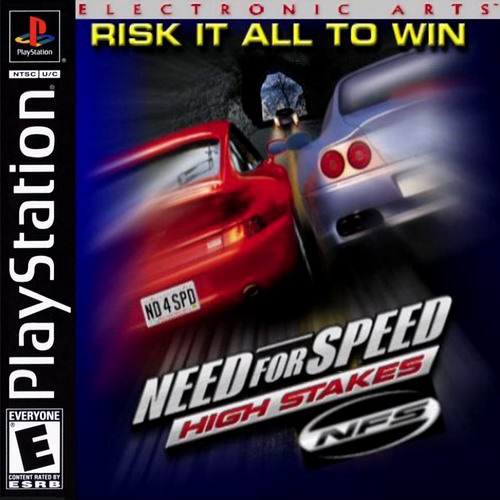 ELECTRONIC ARTS™
RISK IT ALL TO WIN
PlayStation
NTSC U/C
PlayStation
ND 4 SPD
NEED FOR SPEED
HIGH STAKES
NFS
EVERYONE
E
CONTENT RATED BY
ESRB